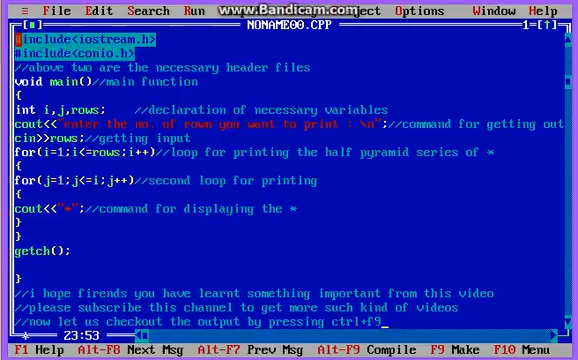 www.Bandicam.com
≡ File Edit Search Run Options Window Help
[■] NONAME00.CPP 1=[↑]
#include<iostream.h>
#include<conio.h>
//above two are the necessary header files
void main()//main function
{
int i,j,rows; //declaration of necessary variables
cout<<"enter the no. of rown you want to print : \n";//command for getting out
cin>>rows;//getting input
for(i=1;i<=rows;i++)//loop for printing the half pyramid series of *
{
for(j=1;j<=i;j++)//second loop for printing
{
cout<<"*";//command for displaying the *
}
}
getch();
}
//i hope firends you have learnt something important from this video
//please subscribe this channel to get more such kind of videos
//now let us checkout the output by pressing ctrl+f9
23:53
F1 Help Alt-F8 Next Msg Alt-F7 Prev Msg Alt-F9 Compile F9 Make F10 Menu